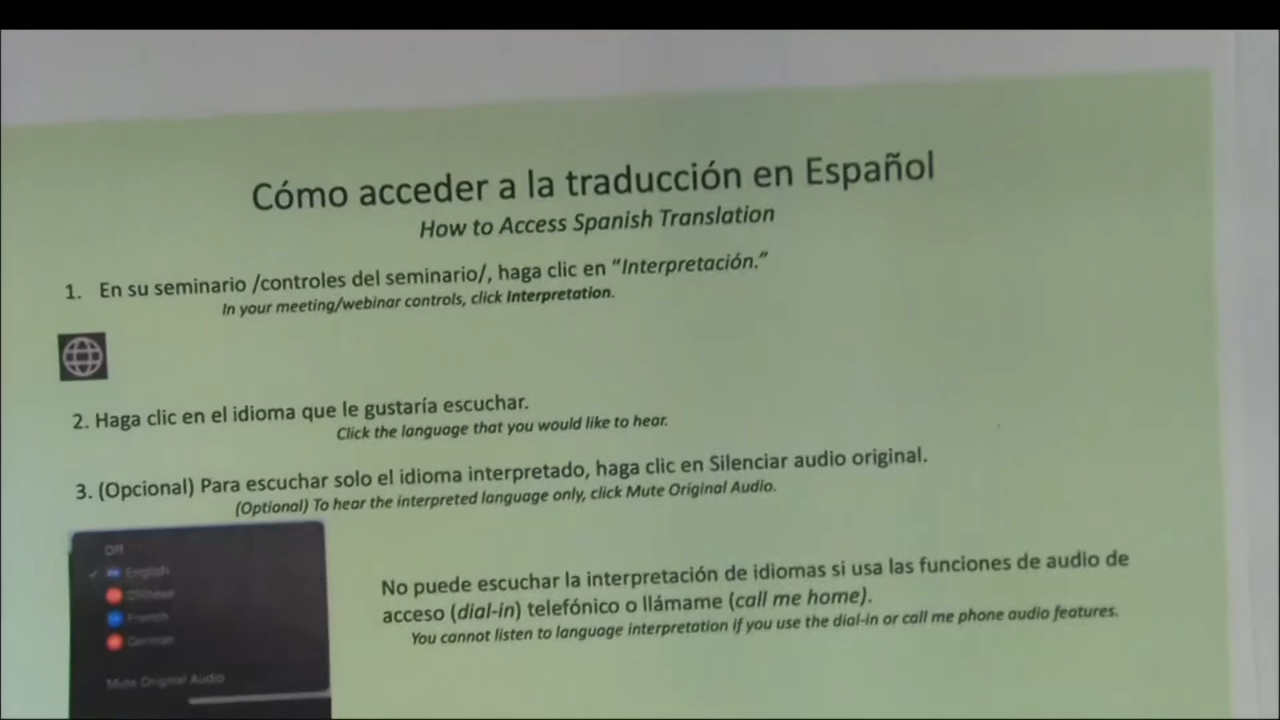 Cómo acceder a la traducción en Español
How to Access Spanish Translation
1. En su seminario /controles del seminario/, haga clic en “Interpretación.”
In your meeting/webinar controls, click Interpretation.
2. Haga clic en el idioma que le gustaría escuchar.
Click the language that you would like to hear.
3. (Opcional) Para escuchar solo el idioma interpretado, haga clic en Silenciar audio original.
(Optional) To hear the interpreted language only, click Mute Original Audio.
Off
English
Chinese
French
German
Mute Original Audio
No puede escuchar la interpretación de idiomas si usa las funciones de audio de
acceso (dial-in) telefónico o llámame (call me home).
You cannot listen to language interpretation if you use the dial-in or call me phone audio features.